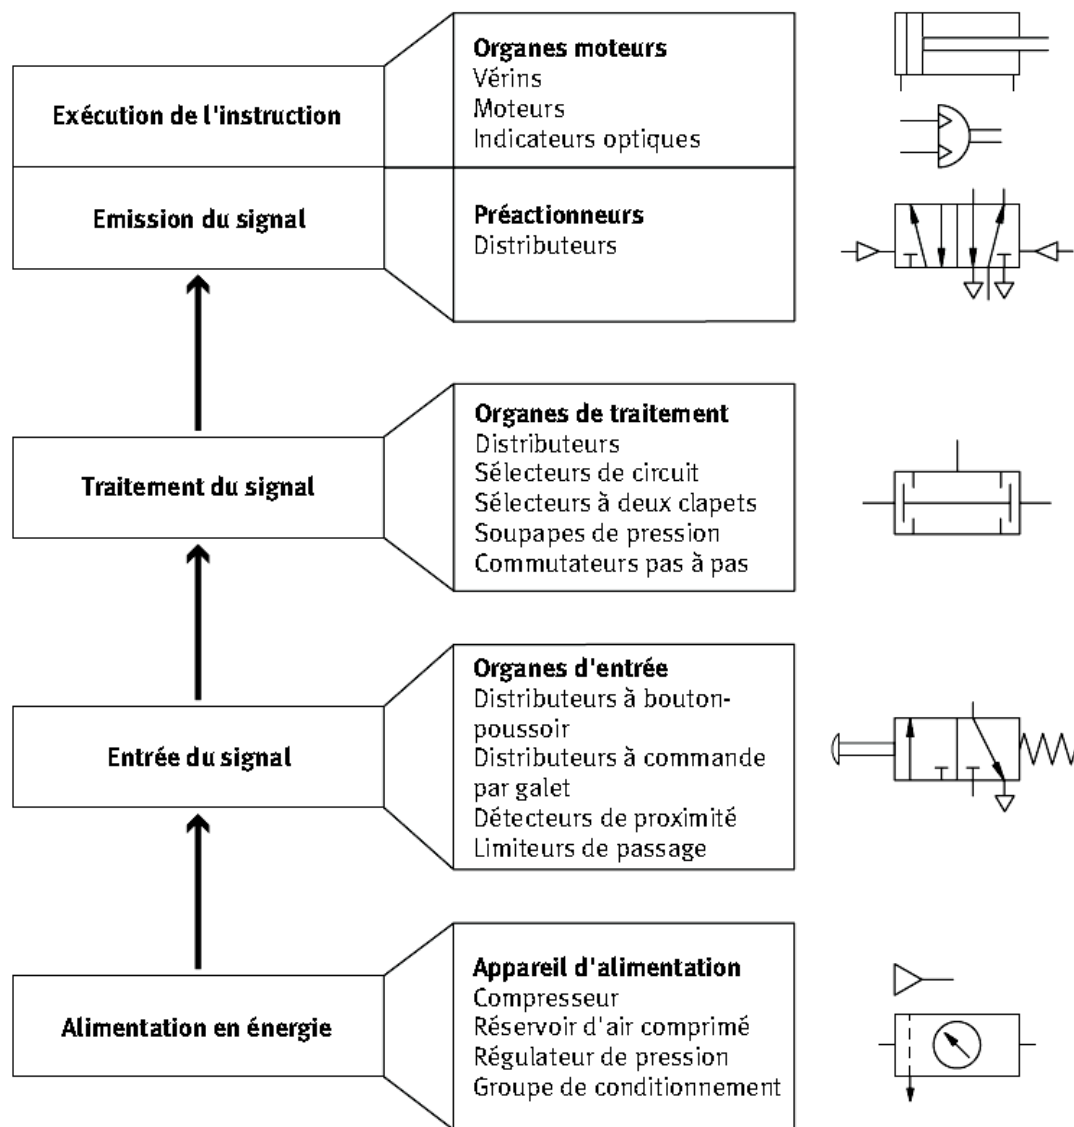 Organes moteurs
Vérins
Moteurs
Indicateurs optiques
Exécution de l'instruction
Préactionneurs
Distributeurs
Emission du signal
Organes de traitement
Distributeurs
Sélecteurs de circuit
Sélecteurs à deux clapets
Soupapes de pression
Commutateurs pas à pas
Traitement du signal
Organes d'entrée
Distributeurs à bouton-
poussoir
Distributeurs à commande
par galet
Détecteurs de proximité
Limiteurs de passage
Entrée du signal
Appareil d'alimentation
Compresseur
Réservoir d'air comprimé
Régulateur de pression
Groupe de conditionnement
Alimentation en énergie